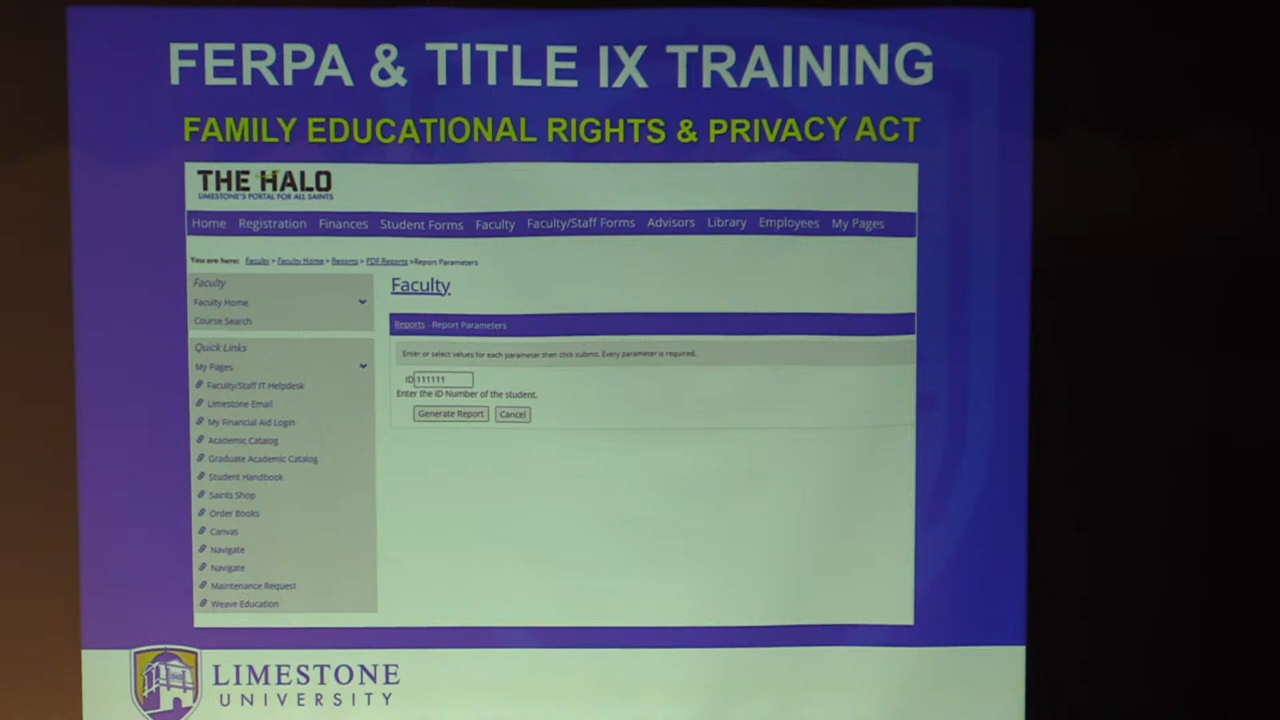 FERPA & TITLE IX TRAINING
FAMILY EDUCATIONAL RIGHTS & PRIVACY ACT
THE HALO
LIMESTONE'S PORTAL FOR ALL SAINTS
Home Registration Finances Student Forms Faculty Faculty/Staff Forms Advisors Library Employees My Pages
You are here: Faculty > Faculty Home > Reports > PDF Reports >Report Parameters
Faculty
Faculty Home
Course Search
Quick Links
My Pages
Faculty/Staff IT Helpdesk
Limestone Email
My Financial Aid Login
Academic Catalog
Graduate Academic Catalog
Student Handbook
Saints Shop
Order Books
Canvas
Navigate
Navigate
Maintenance Request
Weave Education
Faculty
Reports - Report Parameters
Enter or select values for each parameter then click submit. Every parameter is required.
ID 111111
Enter the ID Number of the student.
Generate Report Cancel
LIMESTONE
UNIVERSITY